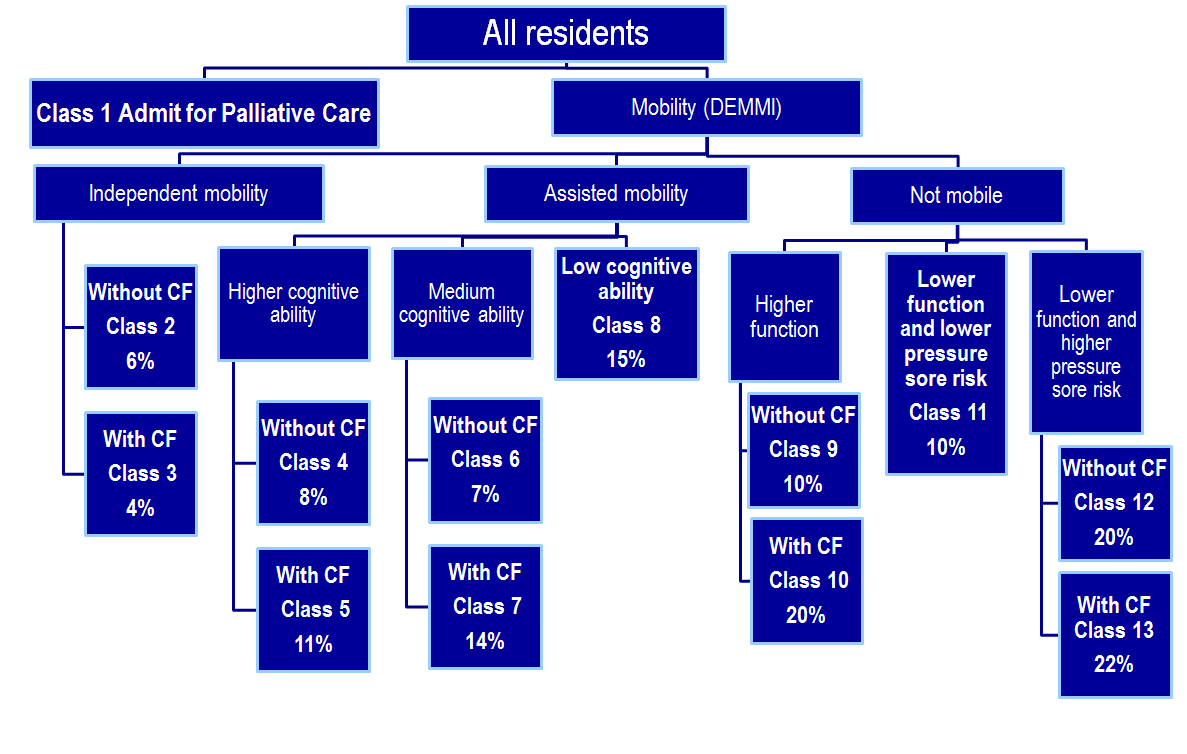 All residents
Class 1 Admit for Palliative Care
Mobility (DEMMI)
Independent mobility
Assisted mobility
Not mobile
Without CF
Class 2
6%
With CF
Class 3
4%
Higher cognitive
ability
Without CF
Class 4
8%
With CF
Class 5
11%
Medium
cognitive ability
Without CF
Class 6
7%
With CF
Class 7
14%
Low cognitive
ability
Class 8
15%
Higher
function
Without CF
Class 9
10%
With CF
Class 10
20%
Lower
function
and lower
pressure
sore risk
Class 11
10%
Lower
function and
higher
pressure
sore risk
Without CF
Class 12
20%
With CF
Class 13
22%